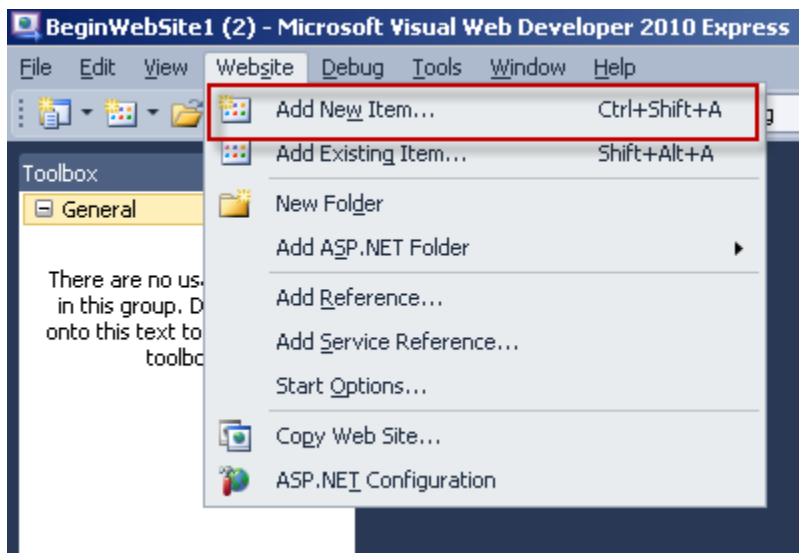 BeginWebSite1 (2) - Microsoft Visual Web Developer 2010 Express
File Edit View Website Debug Tools Window Help
Add New Item... Ctrl+Shift+A
Add Existing Item... Shift+Alt+A
New Folder
Add ASP.NET Folder
Add Reference...
Add Service Reference...
Start Options...
Copy Web Site...
ASP.NET Configuration
Toolbox
General
There are no
in this group.
onto this text to